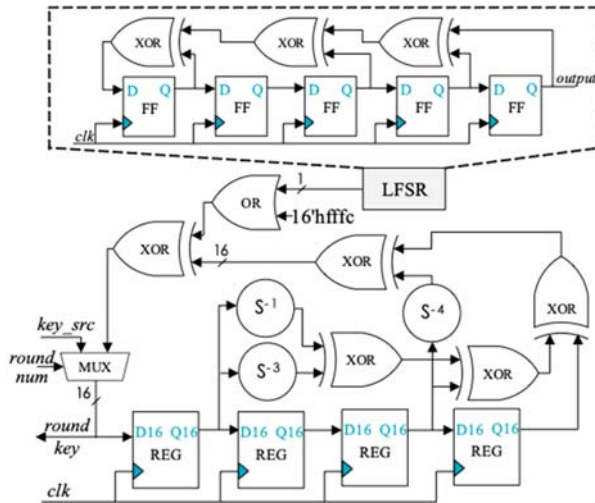 XOR XOR XOR
D Q D Q D Q D Q D Q
FF FF FF FF FF
output
clk
1 LFSR
OR
16'hfffc
XOR 16 XOR XOR
S-1 S-4
key_src
XOR XOR
round num MUX S-3
16
round key
D16 Q16 D16 Q16 D16 Q16 D16 Q16
REG REG REG REG
clk